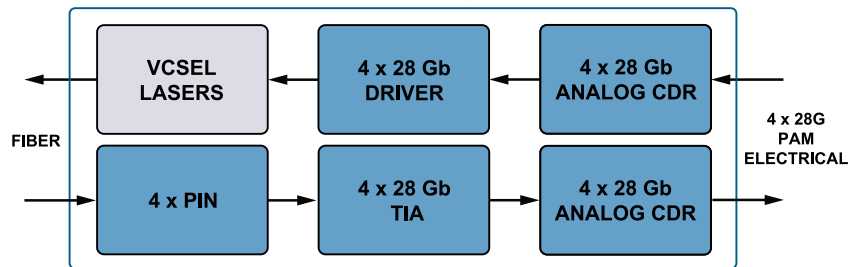 VCSEL
LASERS
4 x 28 Gb
DRIVER
4 x 28 Gb
ANALOG CDR
FIBER
4 x 28G
PAM
ELECTRICAL
4 x PIN
4 x 28 Gb
TIA
4 x 28 Gb
ANALOG CDR